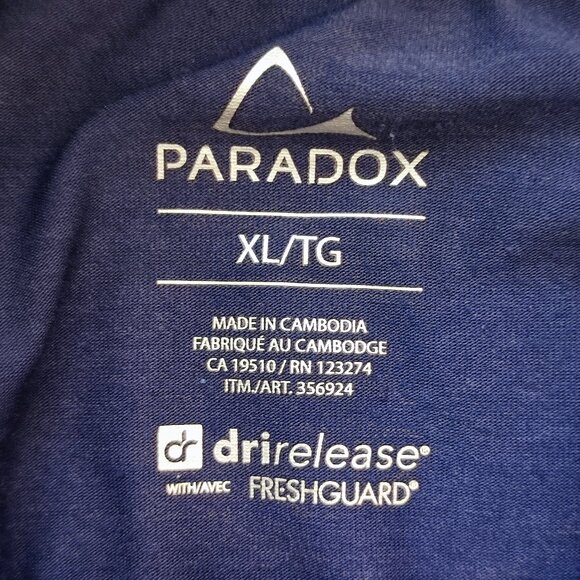 PARADOX
XL/TG
MADE IN CAMBODIA
FABRIQUÉ AU CAMBODGE
CA 19510 / RN 123274
ITM./ART. 356924
dr drirelease®
WITH/AVEC FRESHGUARD®